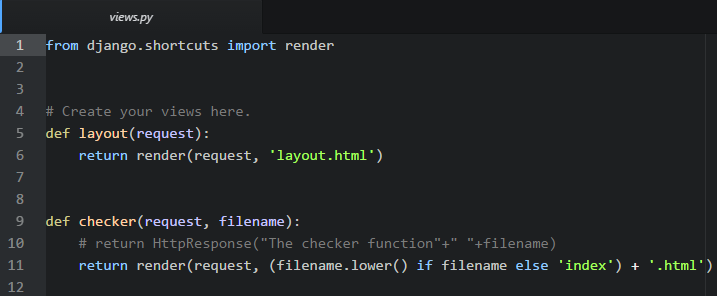 views.py
1 from django.shortcuts import render
2
3
4 # Create your views here.
5 def layout(request):
6     return render(request, 'layout.html')
7
8
9 def checker(request, filename):
10     # return HttpResponse("The checker function"+" "+filename)
11     return render(request, (filename.lower() if filename else 'index') + '.html')
12